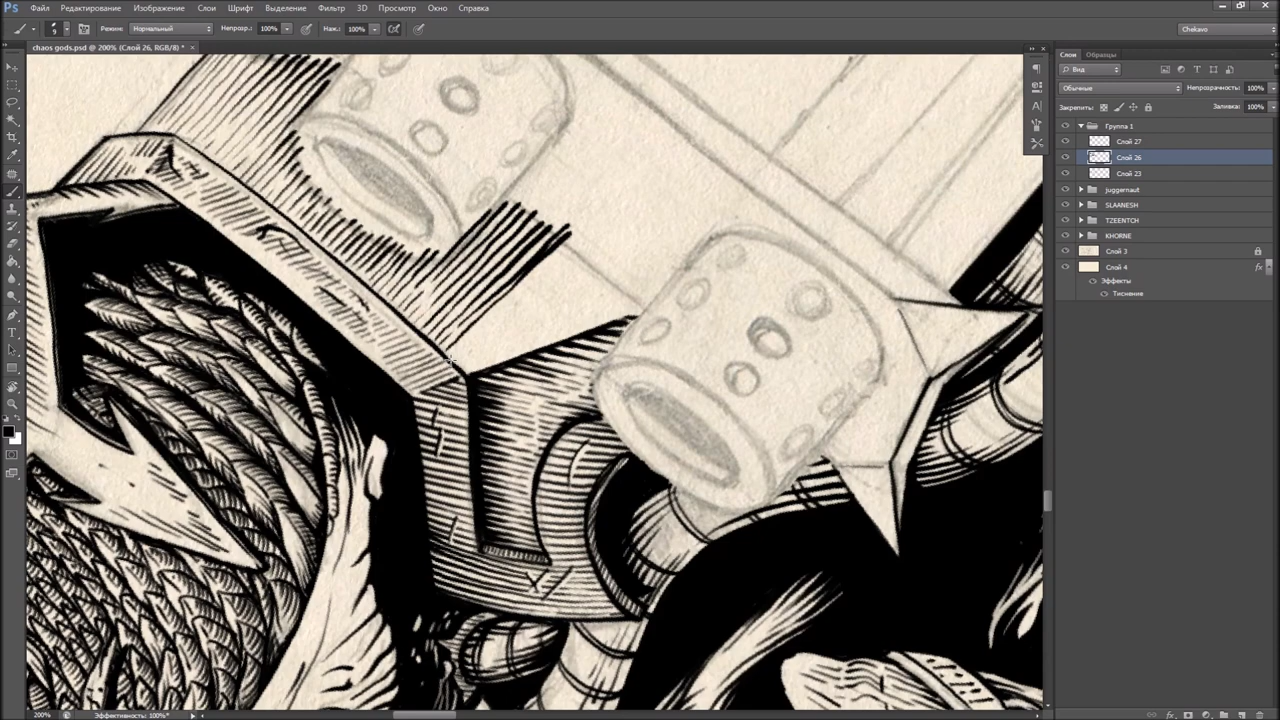 Ps Файл Редактирование Изображение Слои Шрифт Выделение Фильтр 3D Просмотр Окно Справка
9 Режим: Нормальный Непрозр.: 100% Наж.: 100% Chekavo
chaos gods.psd @ 200% (Слой 26, RGB/8) * ×
Слои Образцы
Вид
Обычные Непрозрачность: 100%
Закрепить: Заливка: 100%
Группа 1
Слой 27
Слой 26
Слой 23
juggernaut
SLAANESH
TZEENTCH
KHORNE
Слой 3
Слой 4 fx
Эффекты
Тиснение
200% Эффективность: 100%*